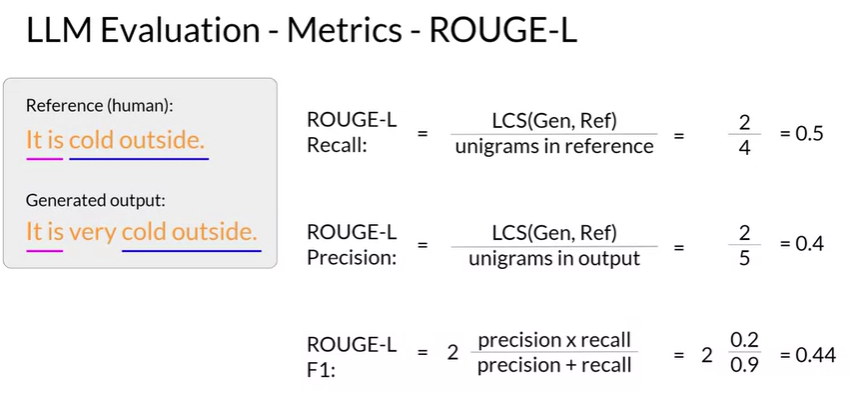 LLM Evaluation - Metrics - ROUGE-L
Reference (human):
It is cold outside.
Generated output:
It is very cold outside.
ROUGE-L Recall: = LCS(Gen, Ref) / unigrams in reference = 2 / 4 = 0.5
ROUGE-L Precision: = LCS(Gen, Ref) / unigrams in output = 2 / 5 = 0.4
ROUGE-L F1: = 2 precision x recall / precision + recall = 2 0.2 / 0.9 = 0.44